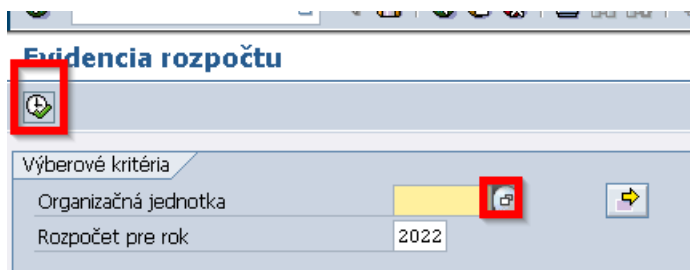 Evidencia rozpočtu
Výberové kritéria
Organizačná jednotka
Rozpočet pre rok 2022